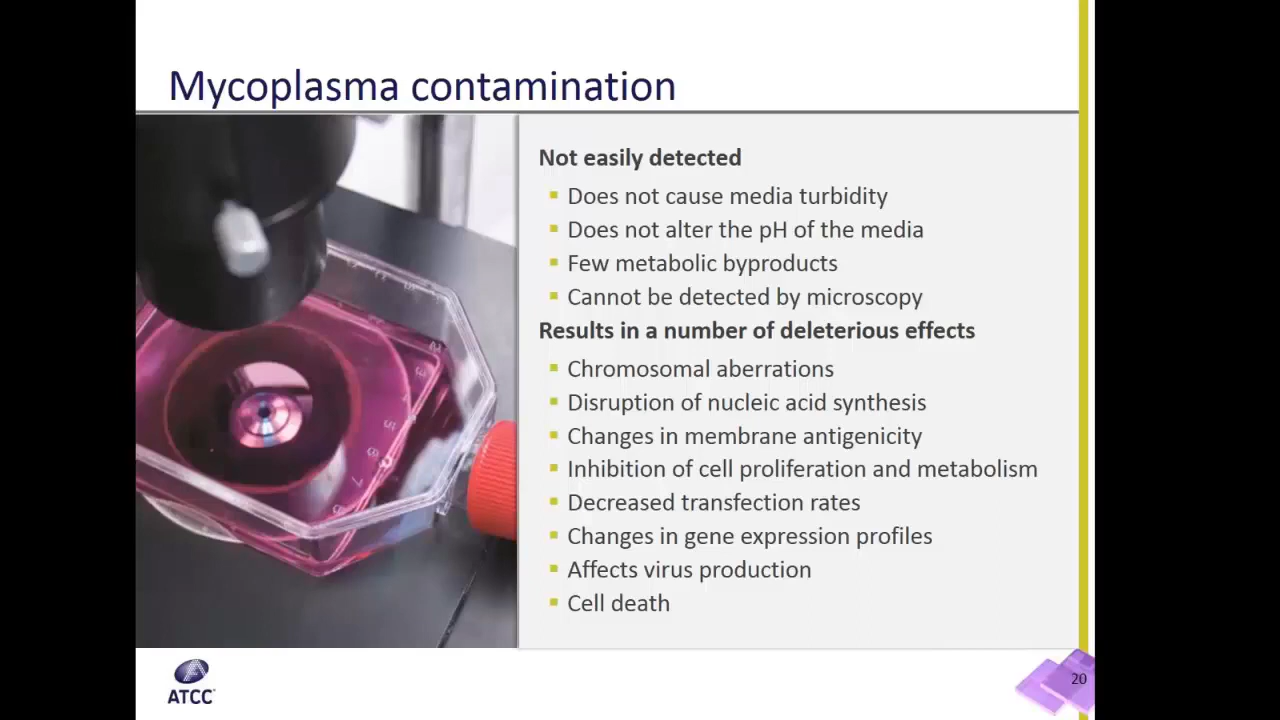 Mycoplasma contamination
Not easily detected
Does not cause media turbidity
Does not alter the pH of the media
Few metabolic byproducts
Cannot be detected by microscopy
Results in a number of deleterious effects
Chromosomal aberrations
Disruption of nucleic acid synthesis
Changes in membrane antigenicity
Inhibition of cell proliferation and metabolism
Decreased transfection rates
Changes in gene expression profiles
Affects virus production
Cell death
ATCC
20